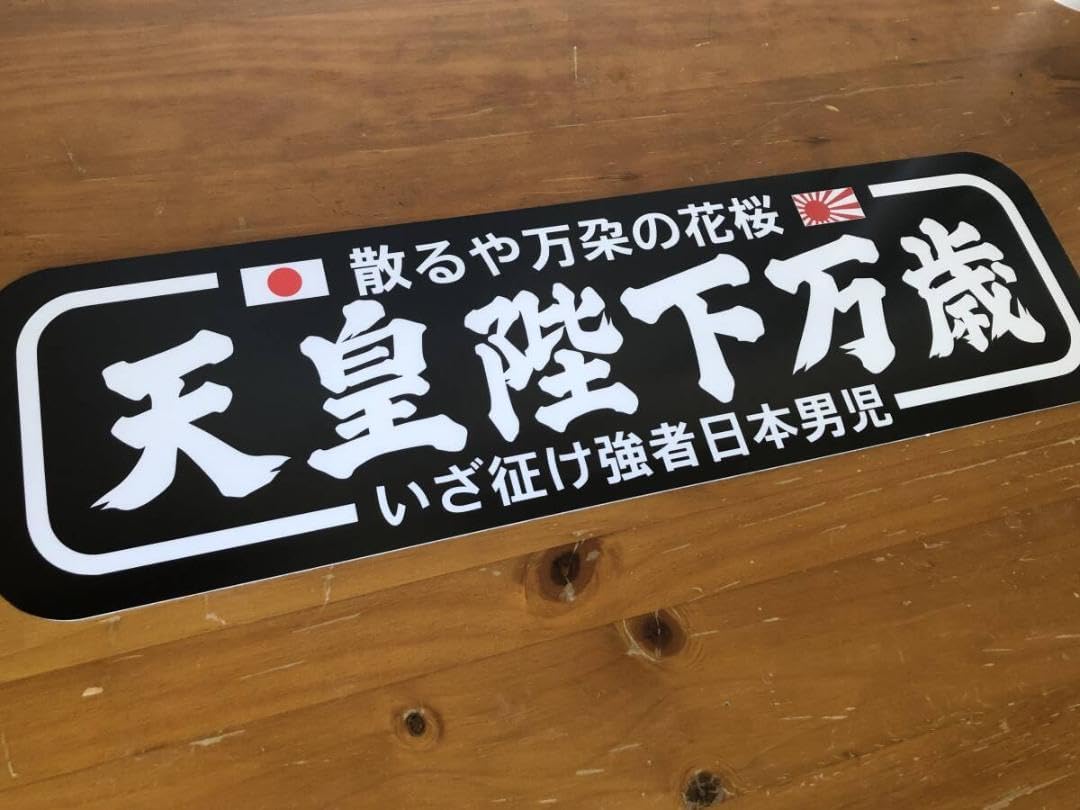 散るや万朶の花桜
天皇陛下万歳
いざ征け強者日本男児